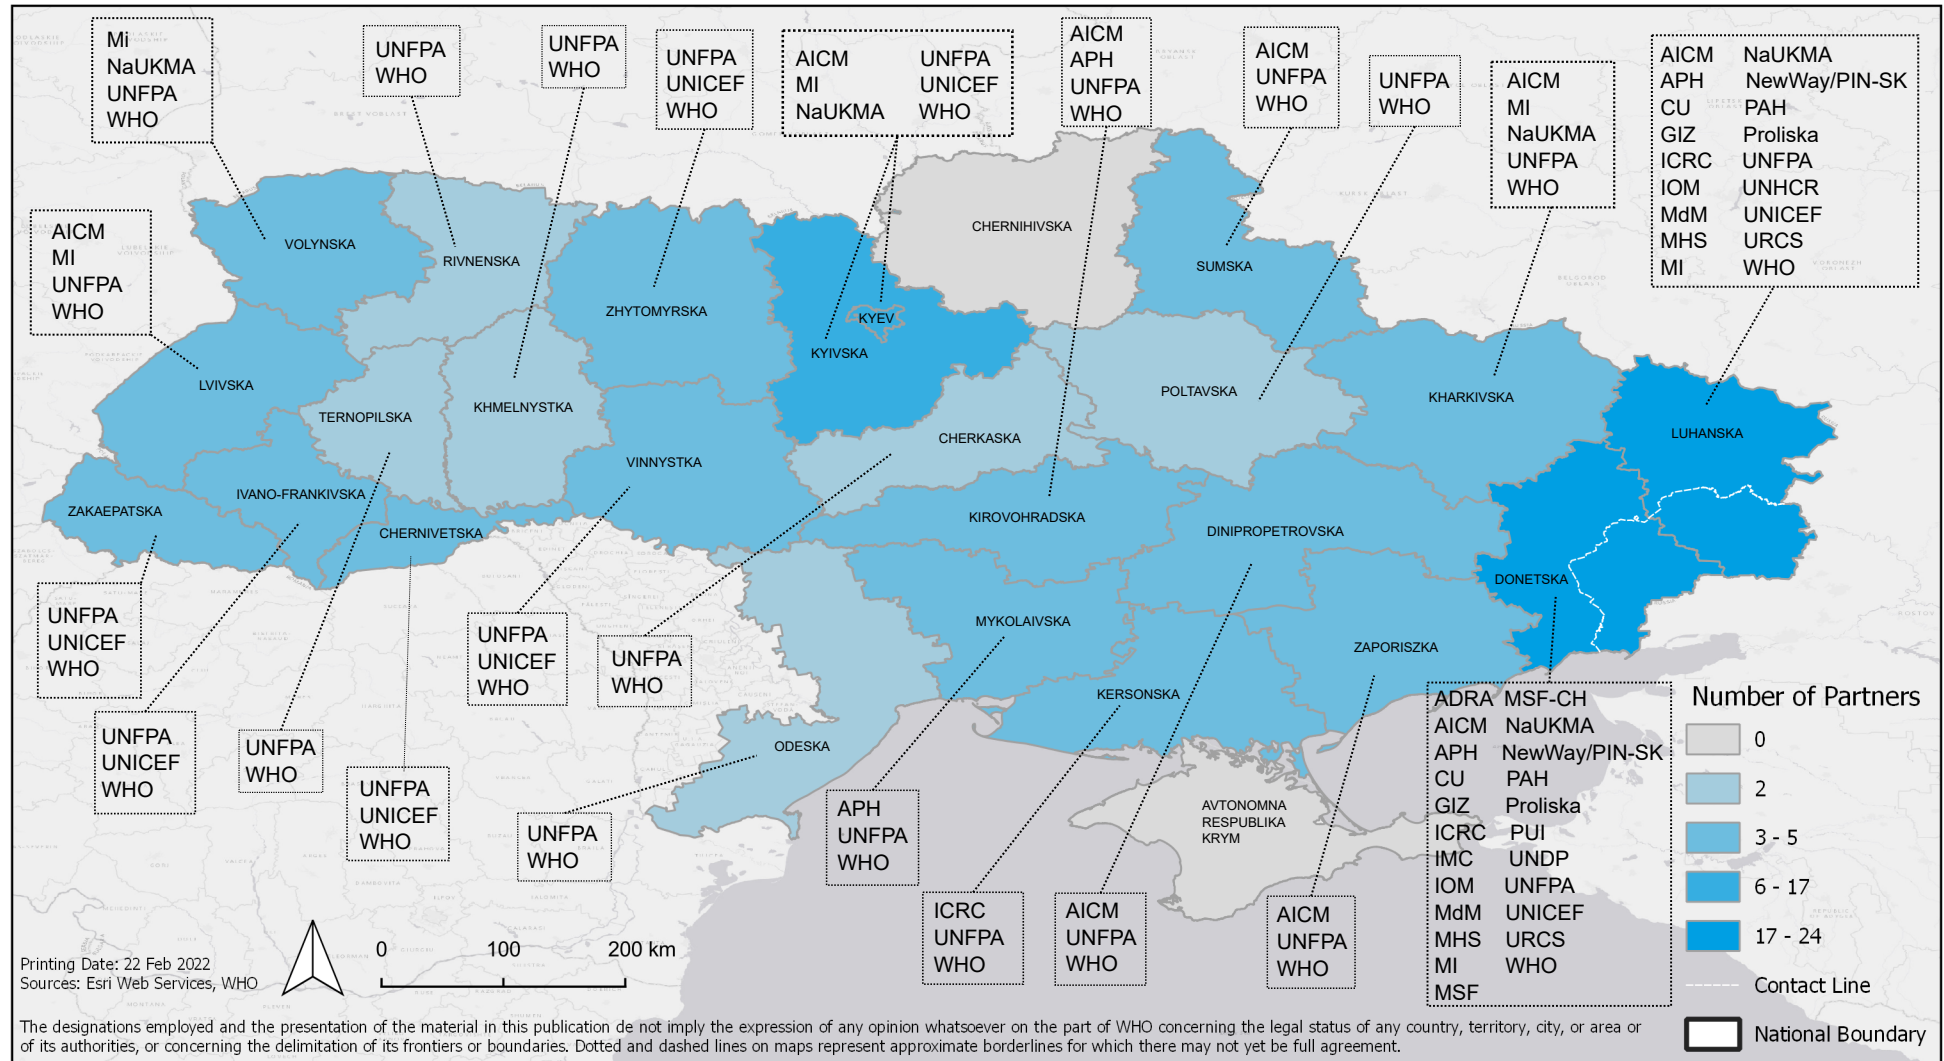 Mi
NaUKMA
UNFPA
WHO
UNFPA
WHO
UNFPA
WHO
UNFPA
UNICEF
WHO
AICM UNFPA
MI UNICEF
NaUKMA WHO
AICM
APH
UNFPA
WHO
AICM
UNFPA
WHO
UNFPA
WHO
AICM
MI
NaUKMA
UNFPA
WHO
AICM NaUKMA
APH NewWay/PIN-SK
CU PAH
GIZ Proliska
ICRC UNFPA
IOM UNHCR
MdM UNICEF
MHS URCS
MI WHO
AICM
MI
UNFPA
WHO
VOLYNSKA
RIVNENSKA
ZHYTOMYRSKA
KYEV
KYIVSKA
CHERNIHIVSKA
SUMSKA
LVIVSKA
TERNOPILSKA
KHMELNYSTKA
CHERKASKA
POLTAVSKA
KHARKIVSKA
LUHANSKA
VINNYSTKA
IVANO-FRANKIVSKA
ZAKAEPATSKA
CHERNIVETSKA
KIROVOHRADSKA
DINIPROPETROVSKA
DONETSKA
MYKOLAIVSKA
ZAPORISZKA
KERSONSKA
ODESKA
AVTONOMNA
RESPUBLIKA
KRYM
UNFPA
UNICEF
WHO
UNFPA
UNICEF
WHO
UNFPA
WHO
UNFPA
UNICEF
WHO
UNFPA
UNICEF
WHO
UNFPA
WHO
UNFPA
WHO
APH
UNFPA
WHO
ICRC
UNFPA
WHO
AICM
UNFPA
WHO
AICM
UNFPA
WHO
ADRA MSF-CH
AICM NaUKMA
APH NewWay/PIN-SK
CU PAH
GIZ Proliska
ICRC PUI
IMC UNDP
IOM UNFPA
MdM UNICEF
MHS URCS
MI WHO
MSF
Number of Partners
0
2
3 - 5
6 - 17
17 - 24
Contact Line
National Boundary
0 100 200 km
Printing Date: 22 Feb 2022
Sources: Esri Web Services, WHO
The designations employed and the presentation of the material in this publication de not imply the expression of any opinion whatsoever on the part of WHO concerning the legal status of any country, territory, city, or area or
of its authorities, or concerning the delimitation of its frontiers or boundaries. Dotted and dashed lines on maps represent approximate borderlines for which there may not yet be full agreement.